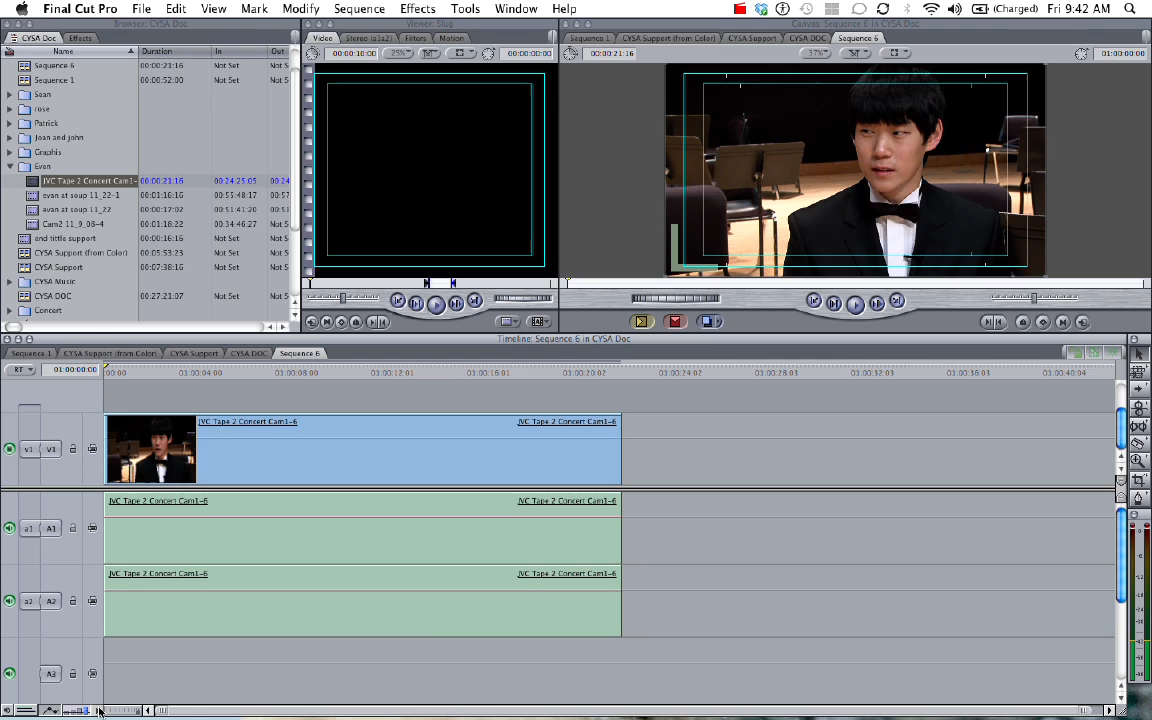 Final Cut Pro File Edit View Mark Modify Sequence Effects Tools Window Help (Charged) Fri 9:42 AM
Browser: CYSA Doc
Viewer: Slug
Canvas: Sequence 6 in CYSA Doc
CYSA Doc Effects
Video Stereo (a1a2) Filters Motion
Sequence 1 CYSA Support (from Color) CYSA Support CYSA DOC Sequence 6
Name Duration In Out
00:00:10:00 25% 00:00:00:00
00:00:21:16 37% 01:00:00:00
Sequence 6 00:00:21:16 Not Set Not S
Sequence 1 00:00:52:00 Not Set Not S
Sean
rose
Patrick
Joan and john
Graphis
Even
JVC Tape 2 Concert Cam1- 00:00:21:16 00:24:25:05 00:24
evan at soup 11_22-1 00:01:16:16 00:55:48:17 00:57
evan at soup 11_22 00:00:17:02 00:51:41:20 00:51
Cam2 11_9_08-4 00:01:18:22 00:34:46:27 Not S
and tittle support 00:00:16:16 Not Set Not S
CYSA Support (from Color) 00:05:53:23 Not Set Not S
CYSA Support 00:07:38:16 Not Set Not S
CYSA Music
CYSA DOC 00:27:21:07 Not Set Not S
Concert
Timeline: Sequence 6 in CYSA Doc
Sequence 1 CYSA Support (from Color) CYSA Support CYSA DOC Sequence 6
RT 01:00:00:00 00:00 01:00:04:00 01:00:08:00 01:00:12:01 01:00:16:01 01:00:20:02 01:00:24:02 01:00:28:03 01:00:32:03 01:00:36:03 01:00:40:04
JVC Tape 2 Concert Cam1-6 JVC Tape 2 Concert Cam1-6
v1 V1
JVC Tape 2 Concert Cam1-6 JVC Tape 2 Concert Cam1-6
a1 A1
JVC Tape 2 Concert Cam1-6 JVC Tape 2 Concert Cam1-6
a2 A2
A3